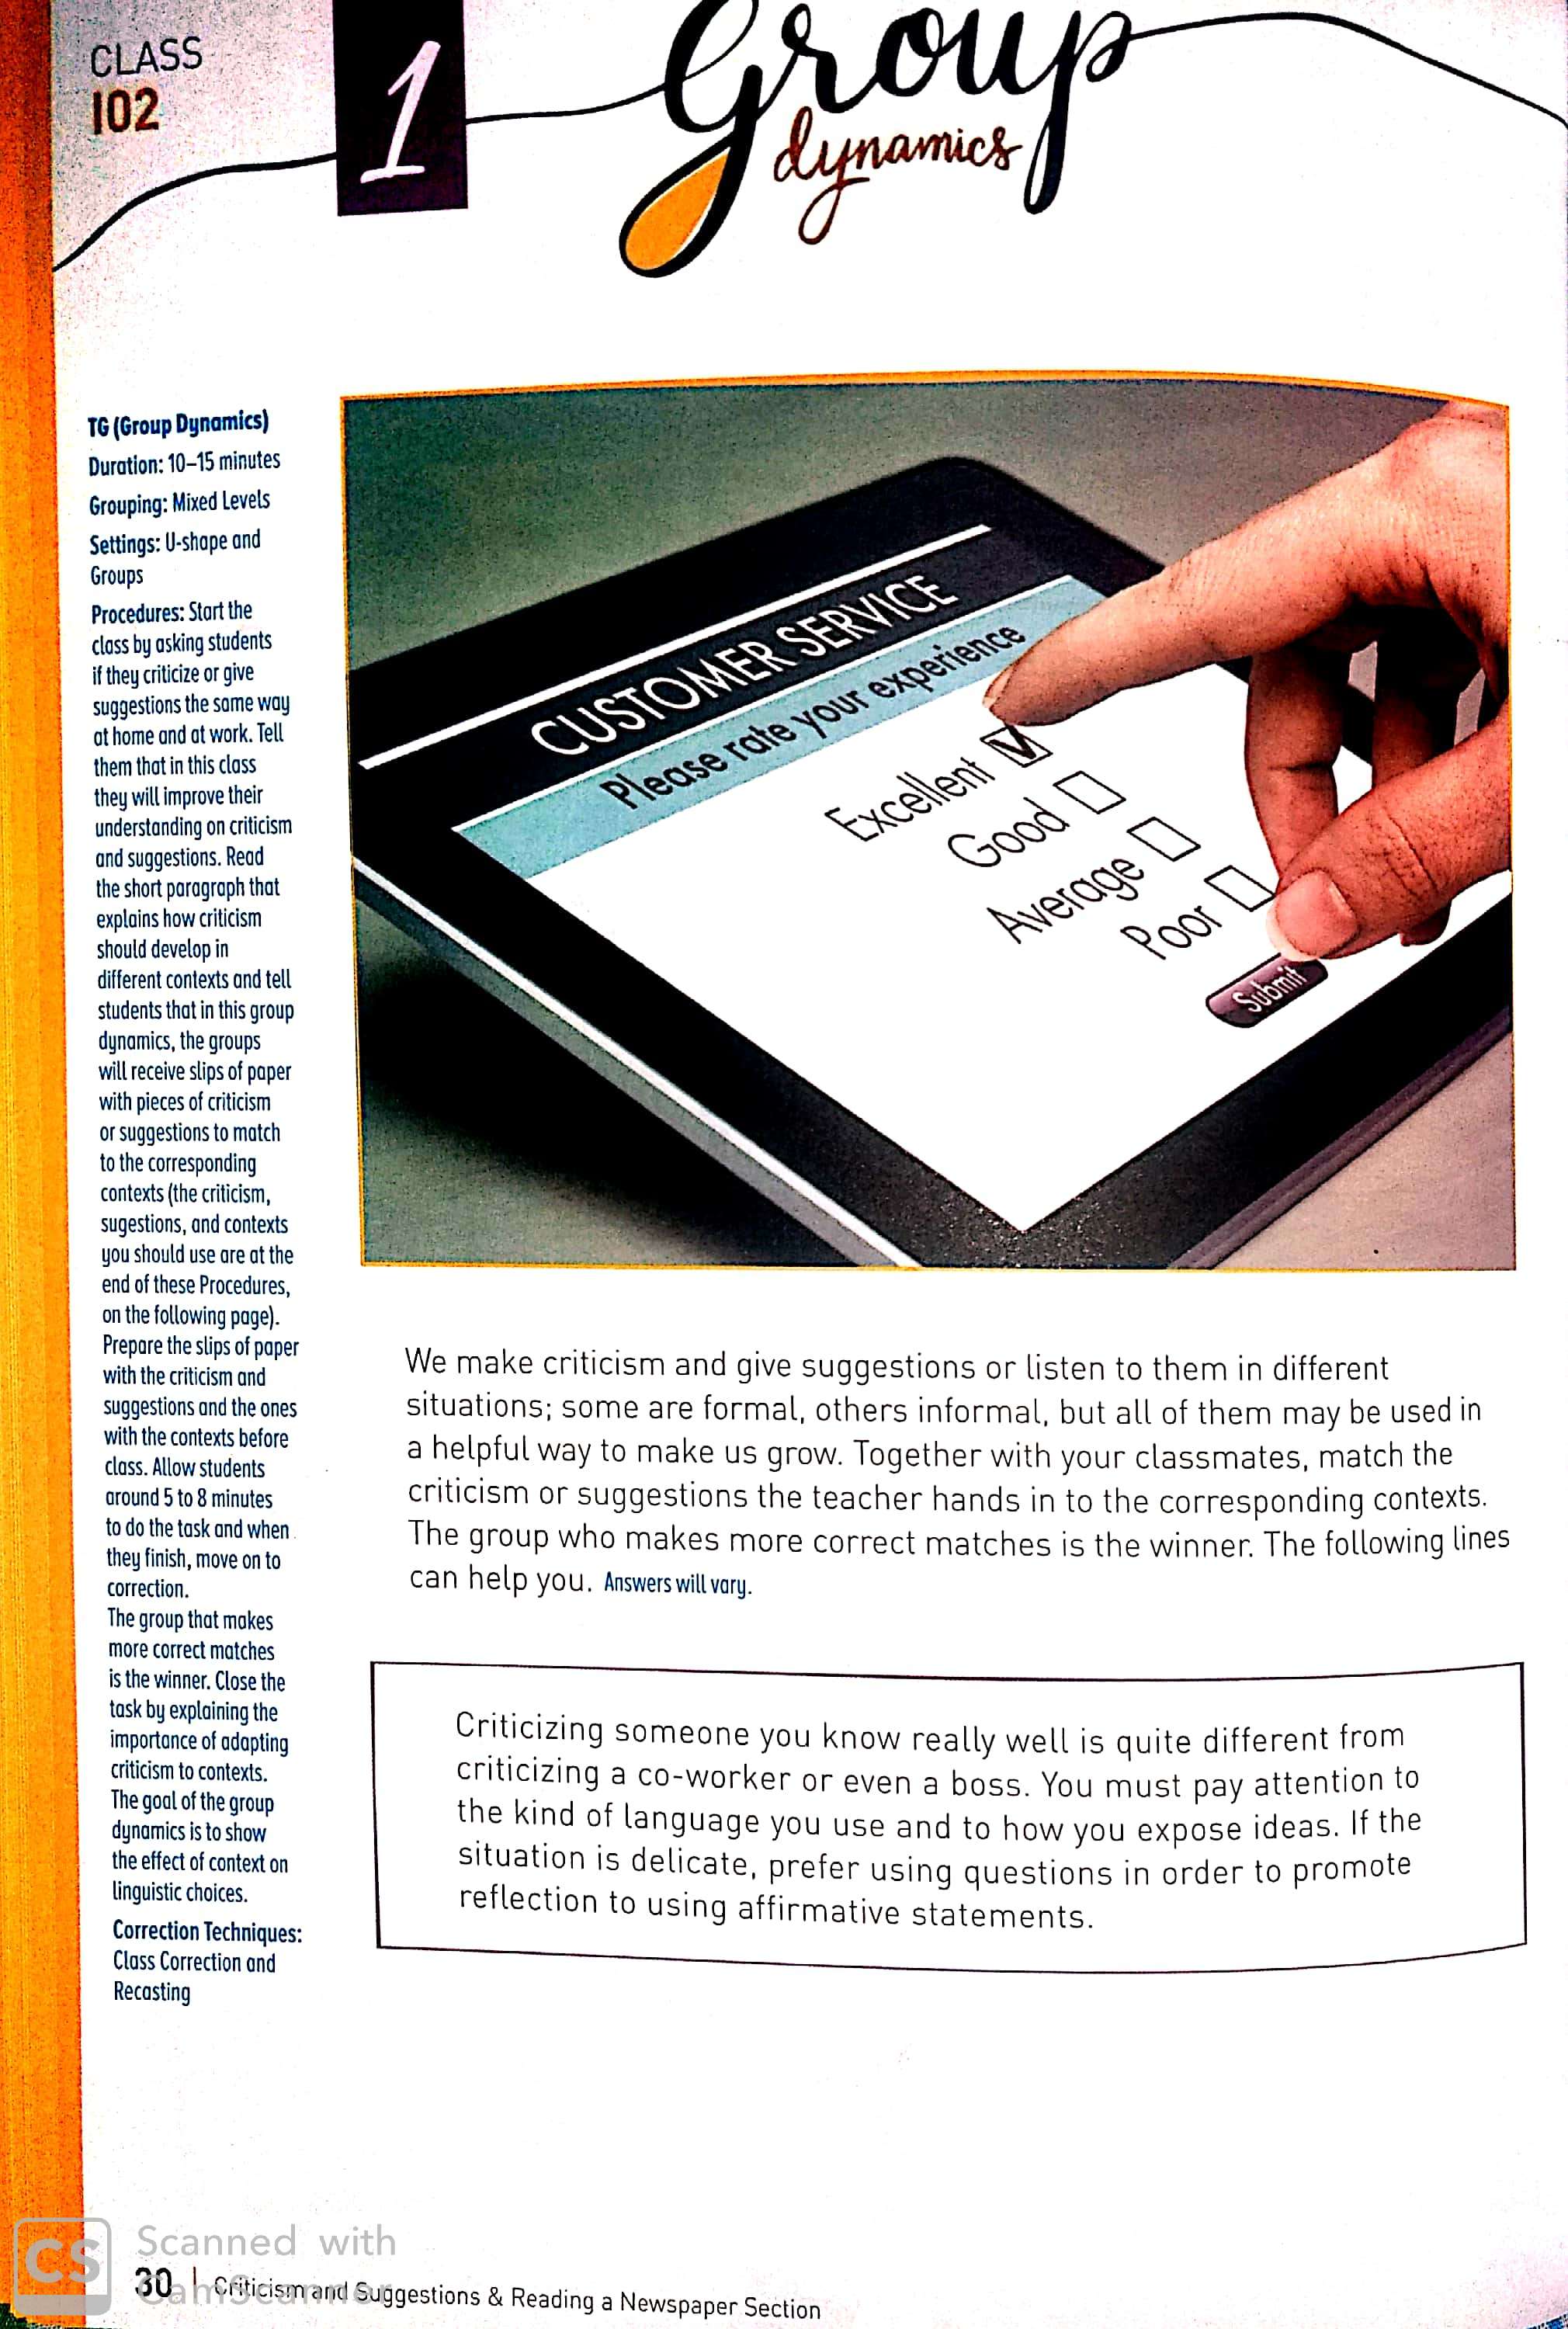 CLASS
102
1
Group
dynamics
TG (Group Dynamics)
Duration: 10–15 minutes
Grouping: Mixed Levels
Settings: U-shape and
Groups
Procedures: Start the
class by asking students
if they criticize or give
suggestions the same way
at home and at work. Tell
them that in this class
they will improve their
understanding on criticism
and suggestions. Read
the short paragraph that
explains how criticism
should develop in
different contexts and tell
students that in this group
dynamics, the groups
will receive slips of paper
with pieces of criticism
or suggestions to match
to the corresponding
contexts (the criticism,
sugestions, and contexts
you should use are at the
end of these Procedures,
on the following page).
Prepare the slips of paper
with the criticism and
suggestions and the ones
with the contexts before
class. Allow students
around 5 to 8 minutes
to do the task and when
they finish, move on to
correction.
The group that makes
more correct matches
is the winner. Close the
task by explaining the
importance of adapting
criticism to contexts.
The goal of the group
dynamics is to show
the effect of context on
linguistic choices.
Correction Techniques:
Class Correction and
Recasting
CUSTOMER SERVICE
Please rate your experience
Excellent
Good
Average
Poor
Submit
We make criticism and give suggestions or listen to them in different
situations; some are formal, others informal, but all of them may be used in
a helpful way to make us grow. Together with your classmates, match the
criticism or suggestions the teacher hands in to the corresponding contexts.
The group who makes more correct matches is the winner. The following lines
can help you. Answers will vary.
Criticizing someone you know really well is quite different from
criticizing a co-worker or even a boss. You must pay attention to
the kind of language you use and to how you expose ideas. If the
situation is delicate, prefer using questions in order to promote
reflection to using affirmative statements.
CS
Scanned with
CamScanner
30 | Criticism and Suggestions & Reading a Newspaper Section